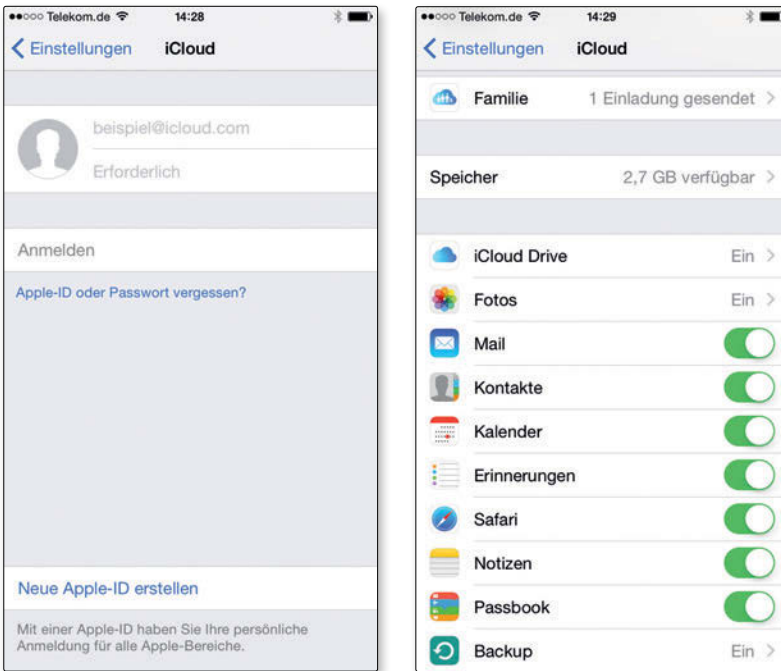 Telekom.de 14:28
Einstellungen iCloud
beispiel@icloud.com
Erforderlich
Anmelden
Apple-ID oder Passwort vergessen?
Neue Apple-ID erstellen
Mit einer Apple-ID haben Sie Ihre persönliche
Anmeldung für alle Apple-Bereiche.
Telekom.de 14:29
Einstellungen iCloud
Familie 1 Einladung gesendet
Speicher 2,7 GB verfügbar
iCloud Drive Ein
Fotos Ein
Mail
Kontakte
Kalender
Erinnerungen
Safari
Notizen
Passbook
Backup Ein